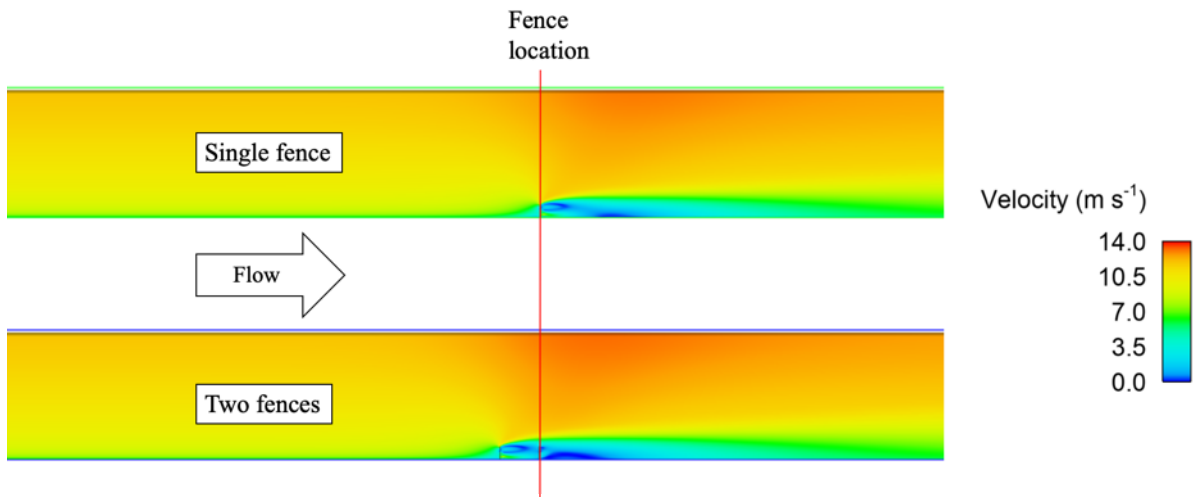 Fence
location
Single fence
Velocity (m s⁻¹)
14.0
10.5
7.0
3.5
0.0
Flow
Two fences